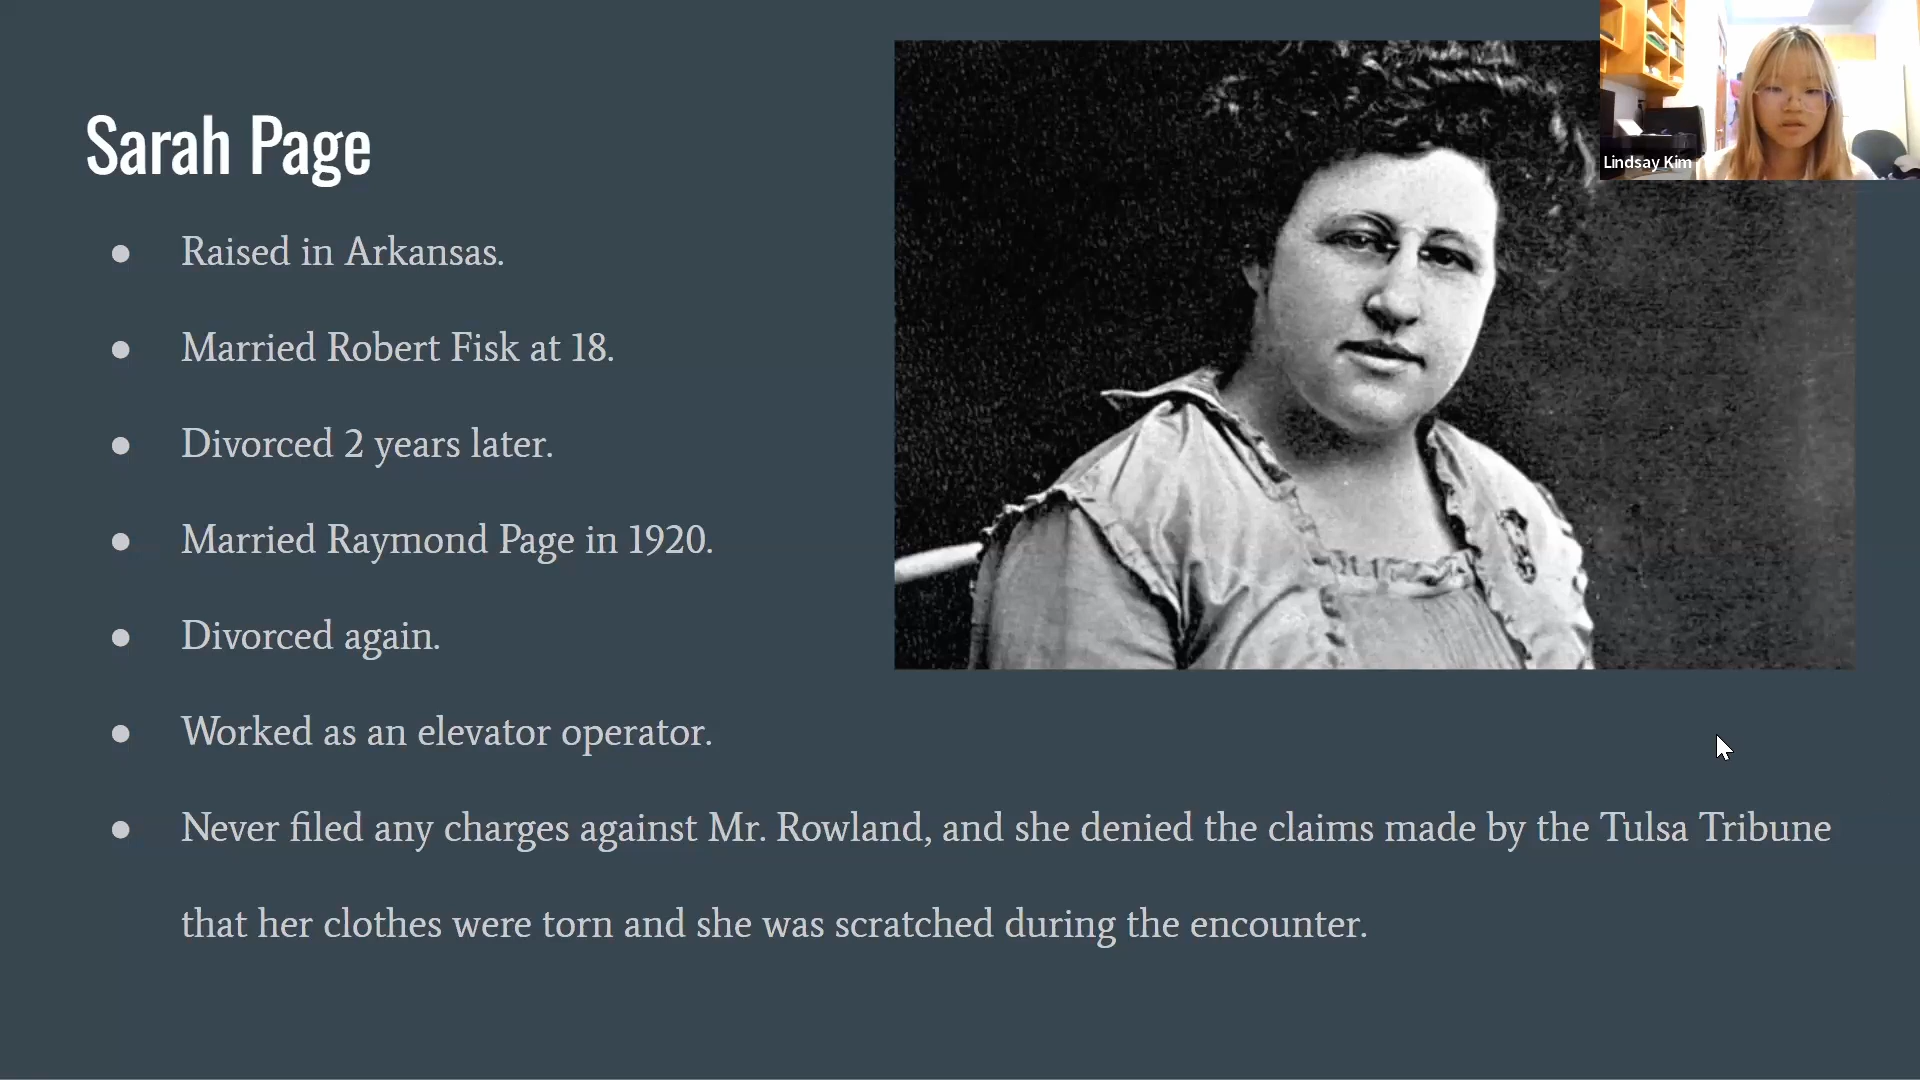 Sarah Page
Lindsay Kim
● Raised in Arkansas.
● Married Robert Fisk at 18.
● Divorced 2 years later.
● Married Raymond Page in 1920.
● Divorced again.
● Worked as an elevator operator.
● Never filed any charges against Mr. Rowland, and she denied the claims made by the Tulsa Tribune
that her clothes were torn and she was scratched during the encounter.